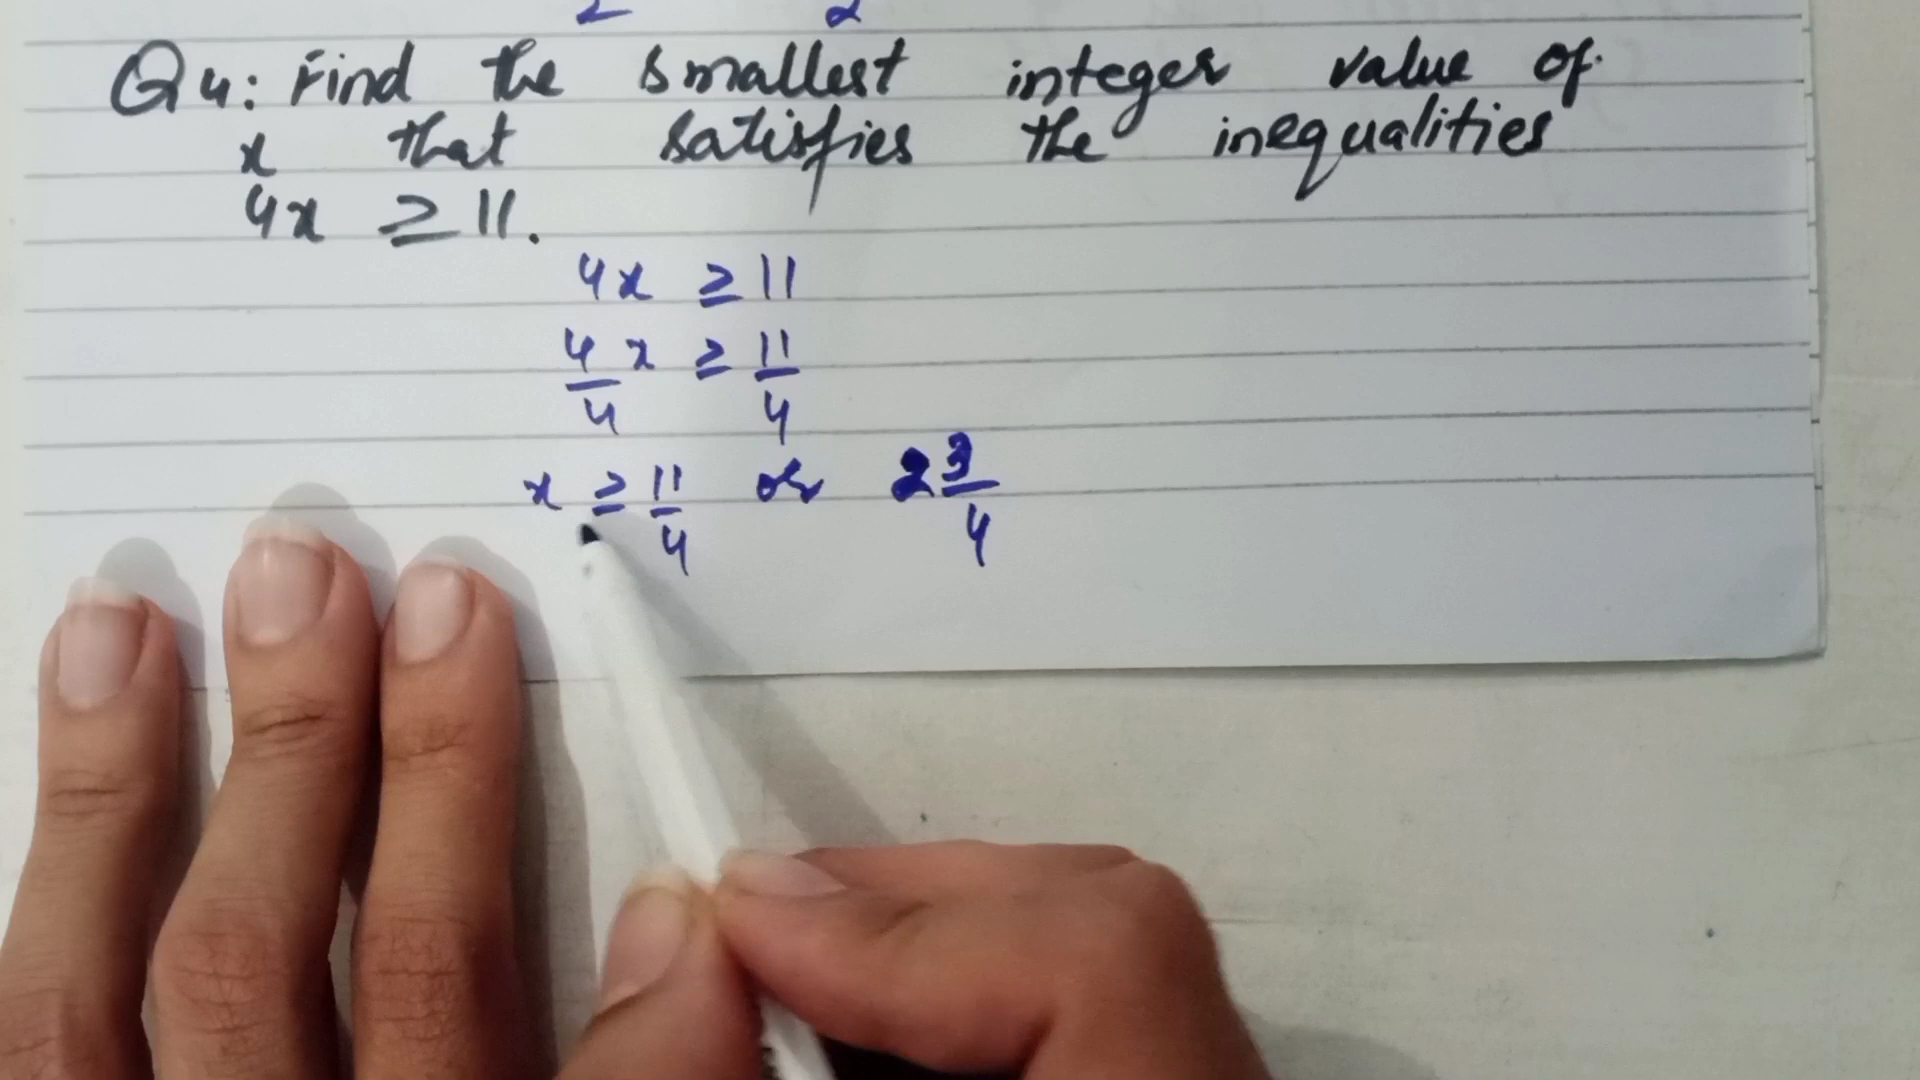 Q4: Find the smallest integer value of
x that satisfies the inequalities
4x ≥ 11.
4x ≥ 11
4/4 x ≥ 11/4
x ≥ 11/4 or 2 3/4